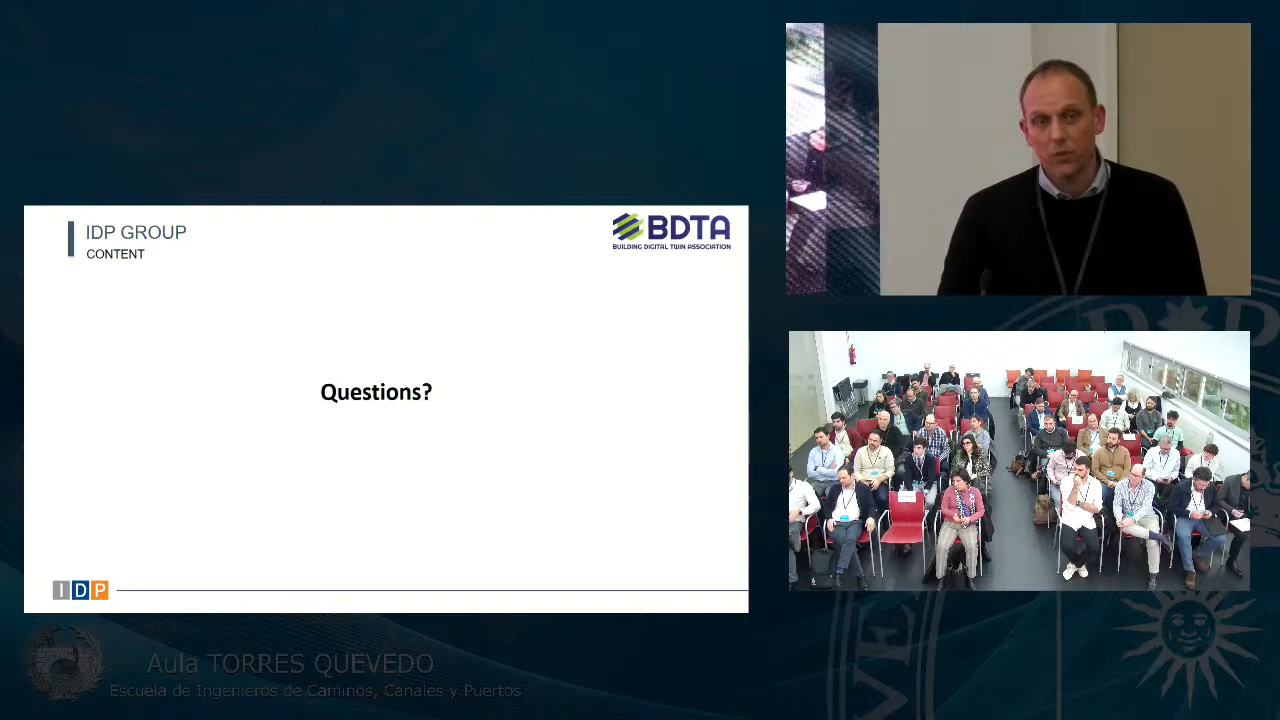 IDP GROUP
CONTENT
BDTA
BUILDING DIGITAL TWIN ASSOCIATION
Questions?
IDP
Aula TORRES QUEVEDO
Escuela de Ingenieros de Caminos, Canales y Puertos